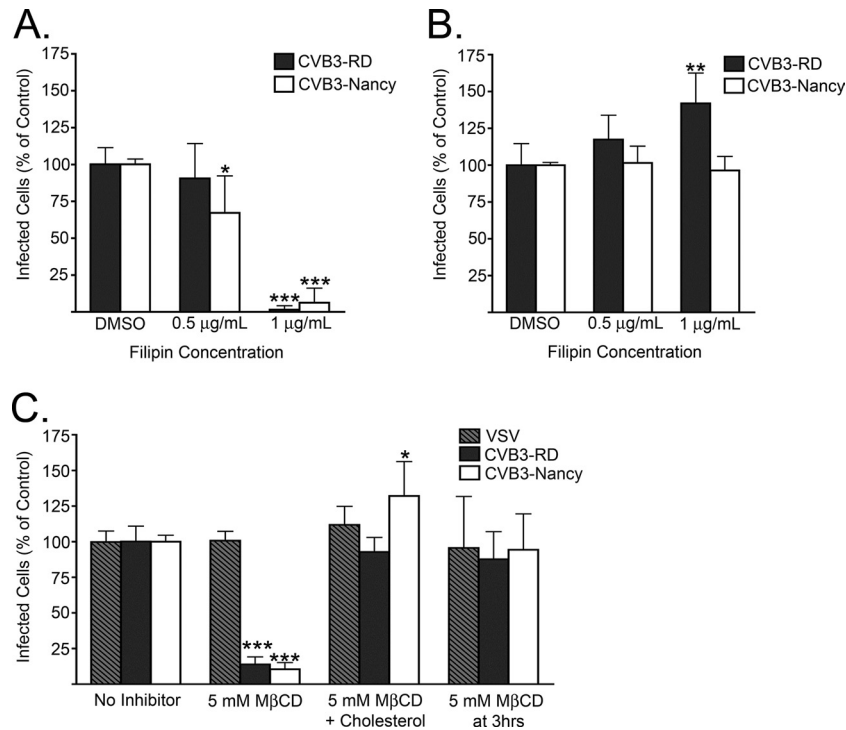 A.
175
150
125
100
75
50
25
Infected Cells (% of Control)
CVB3-RD
CVB3-Nancy
*
***
***
DMSO
0.5 µg/mL
1 µg/mL
Filipin Concentration
B.
175
150
125
100
75
50
25
Infected Cells (% of Control)
CVB3-RD
CVB3-Nancy
**
DMSO
0.5 µg/mL
1 µg/mL
Filipin Concentration
C.
175
150
125
100
75
50
25
Infected Cells (% of Control)
VSV
CVB3-RD
CVB3-Nancy
***
***
*
No Inhibitor
5 mM MβCD
5 mM MβCD
+ Cholesterol
5 mM MβCD
at 3hrs